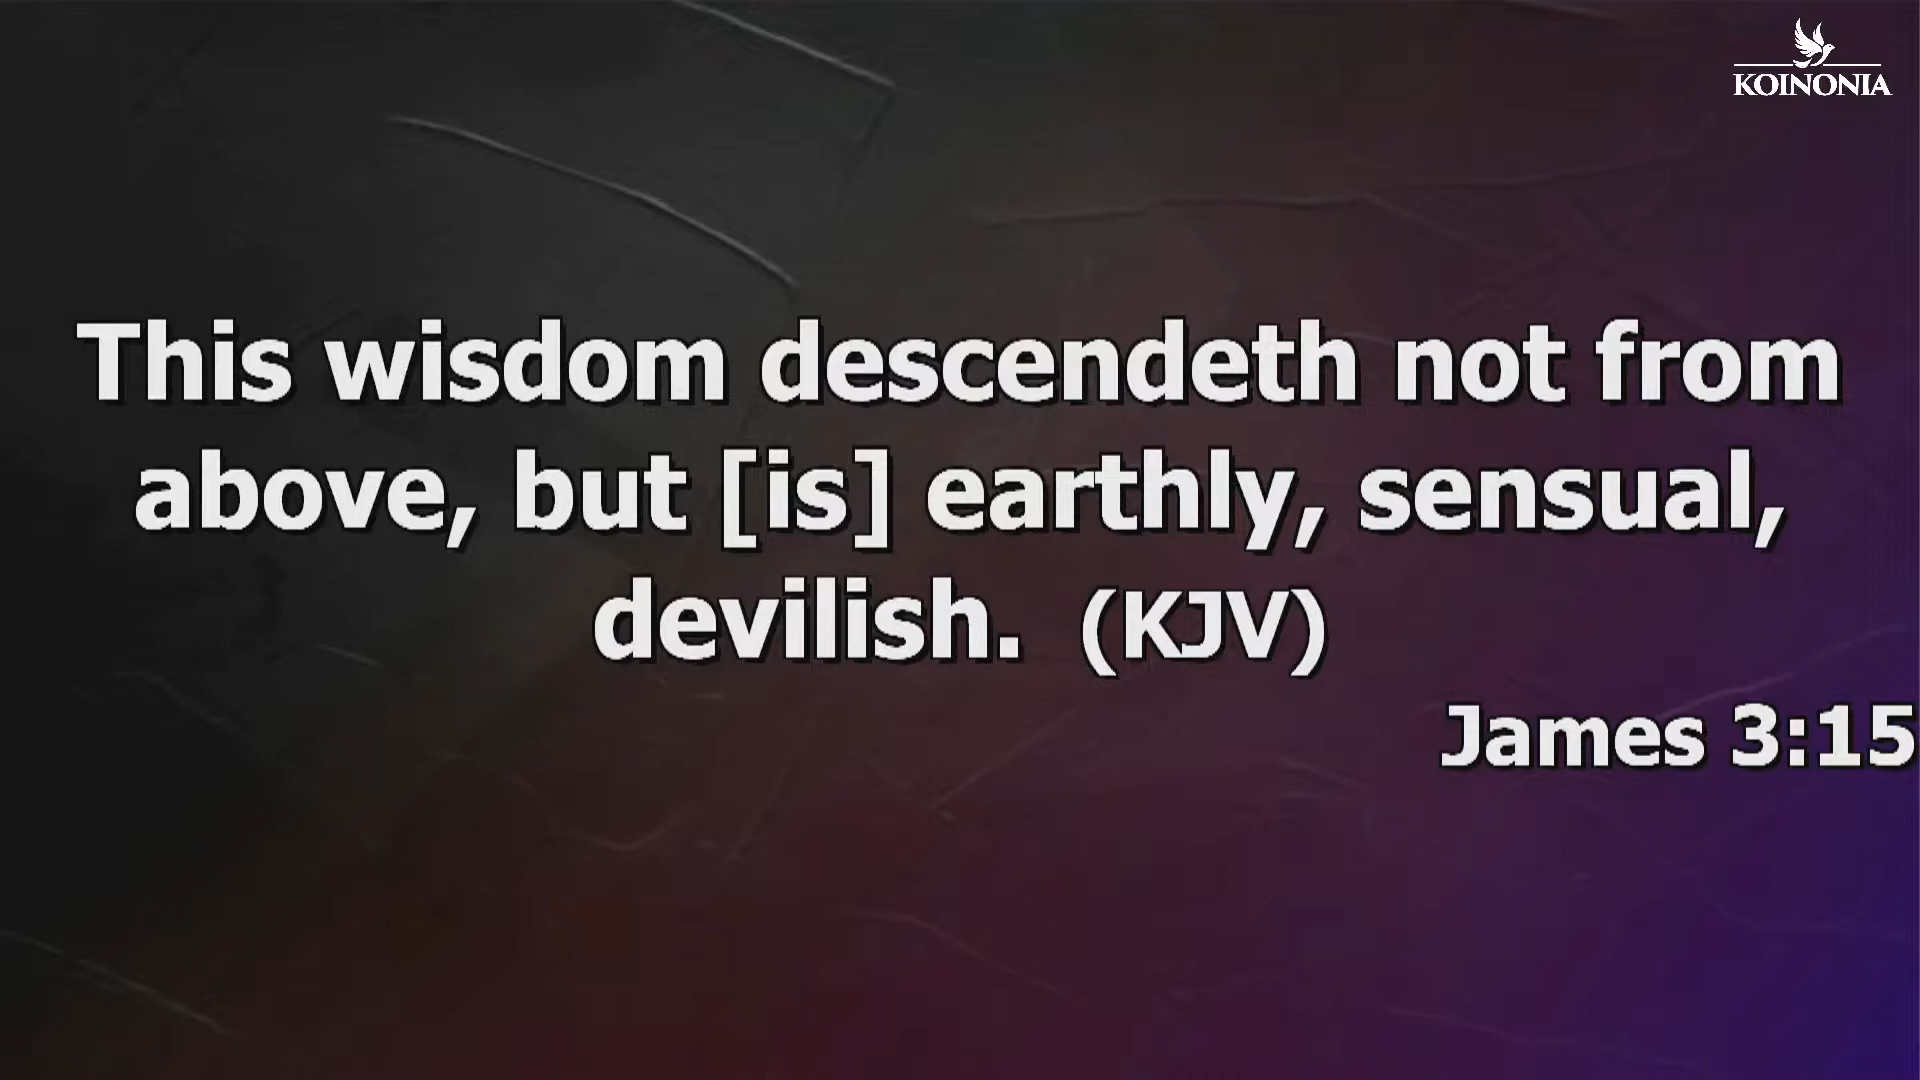 KOINONIA
This wisdom descendeth not from
above, but [is] earthly, sensual,
devilish. (KJV)
James 3:15